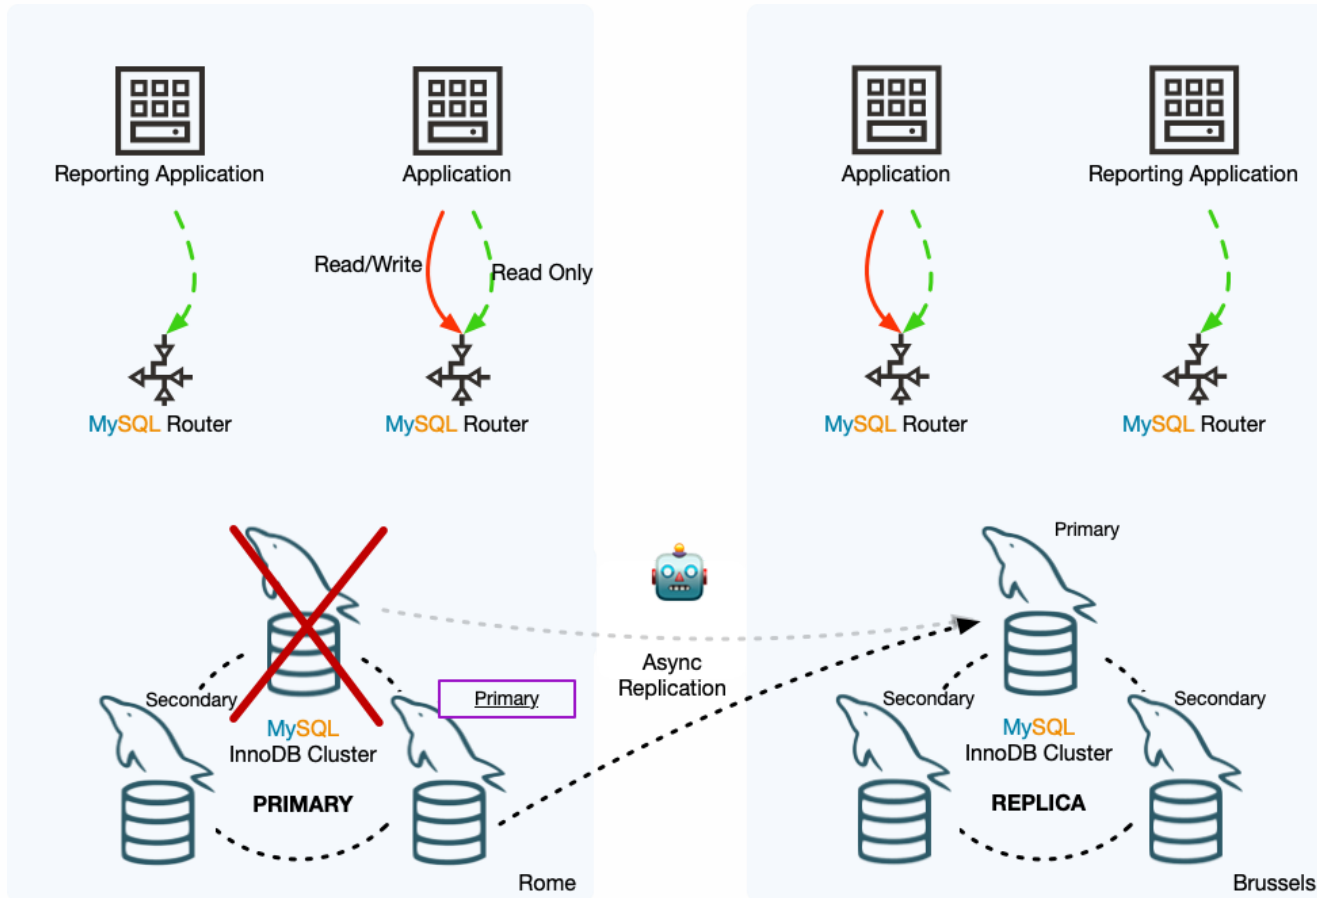 Reporting Application
Application
Application
Reporting Application
Read/Write
Read Only
MySQL Router
MySQL Router
MySQL Router
MySQL Router
Primary
Async
Replication
Secondary
Primary
Secondary
Secondary
MySQL
InnoDB Cluster
MySQL
InnoDB Cluster
PRIMARY
REPLICA
Rome
Brussels